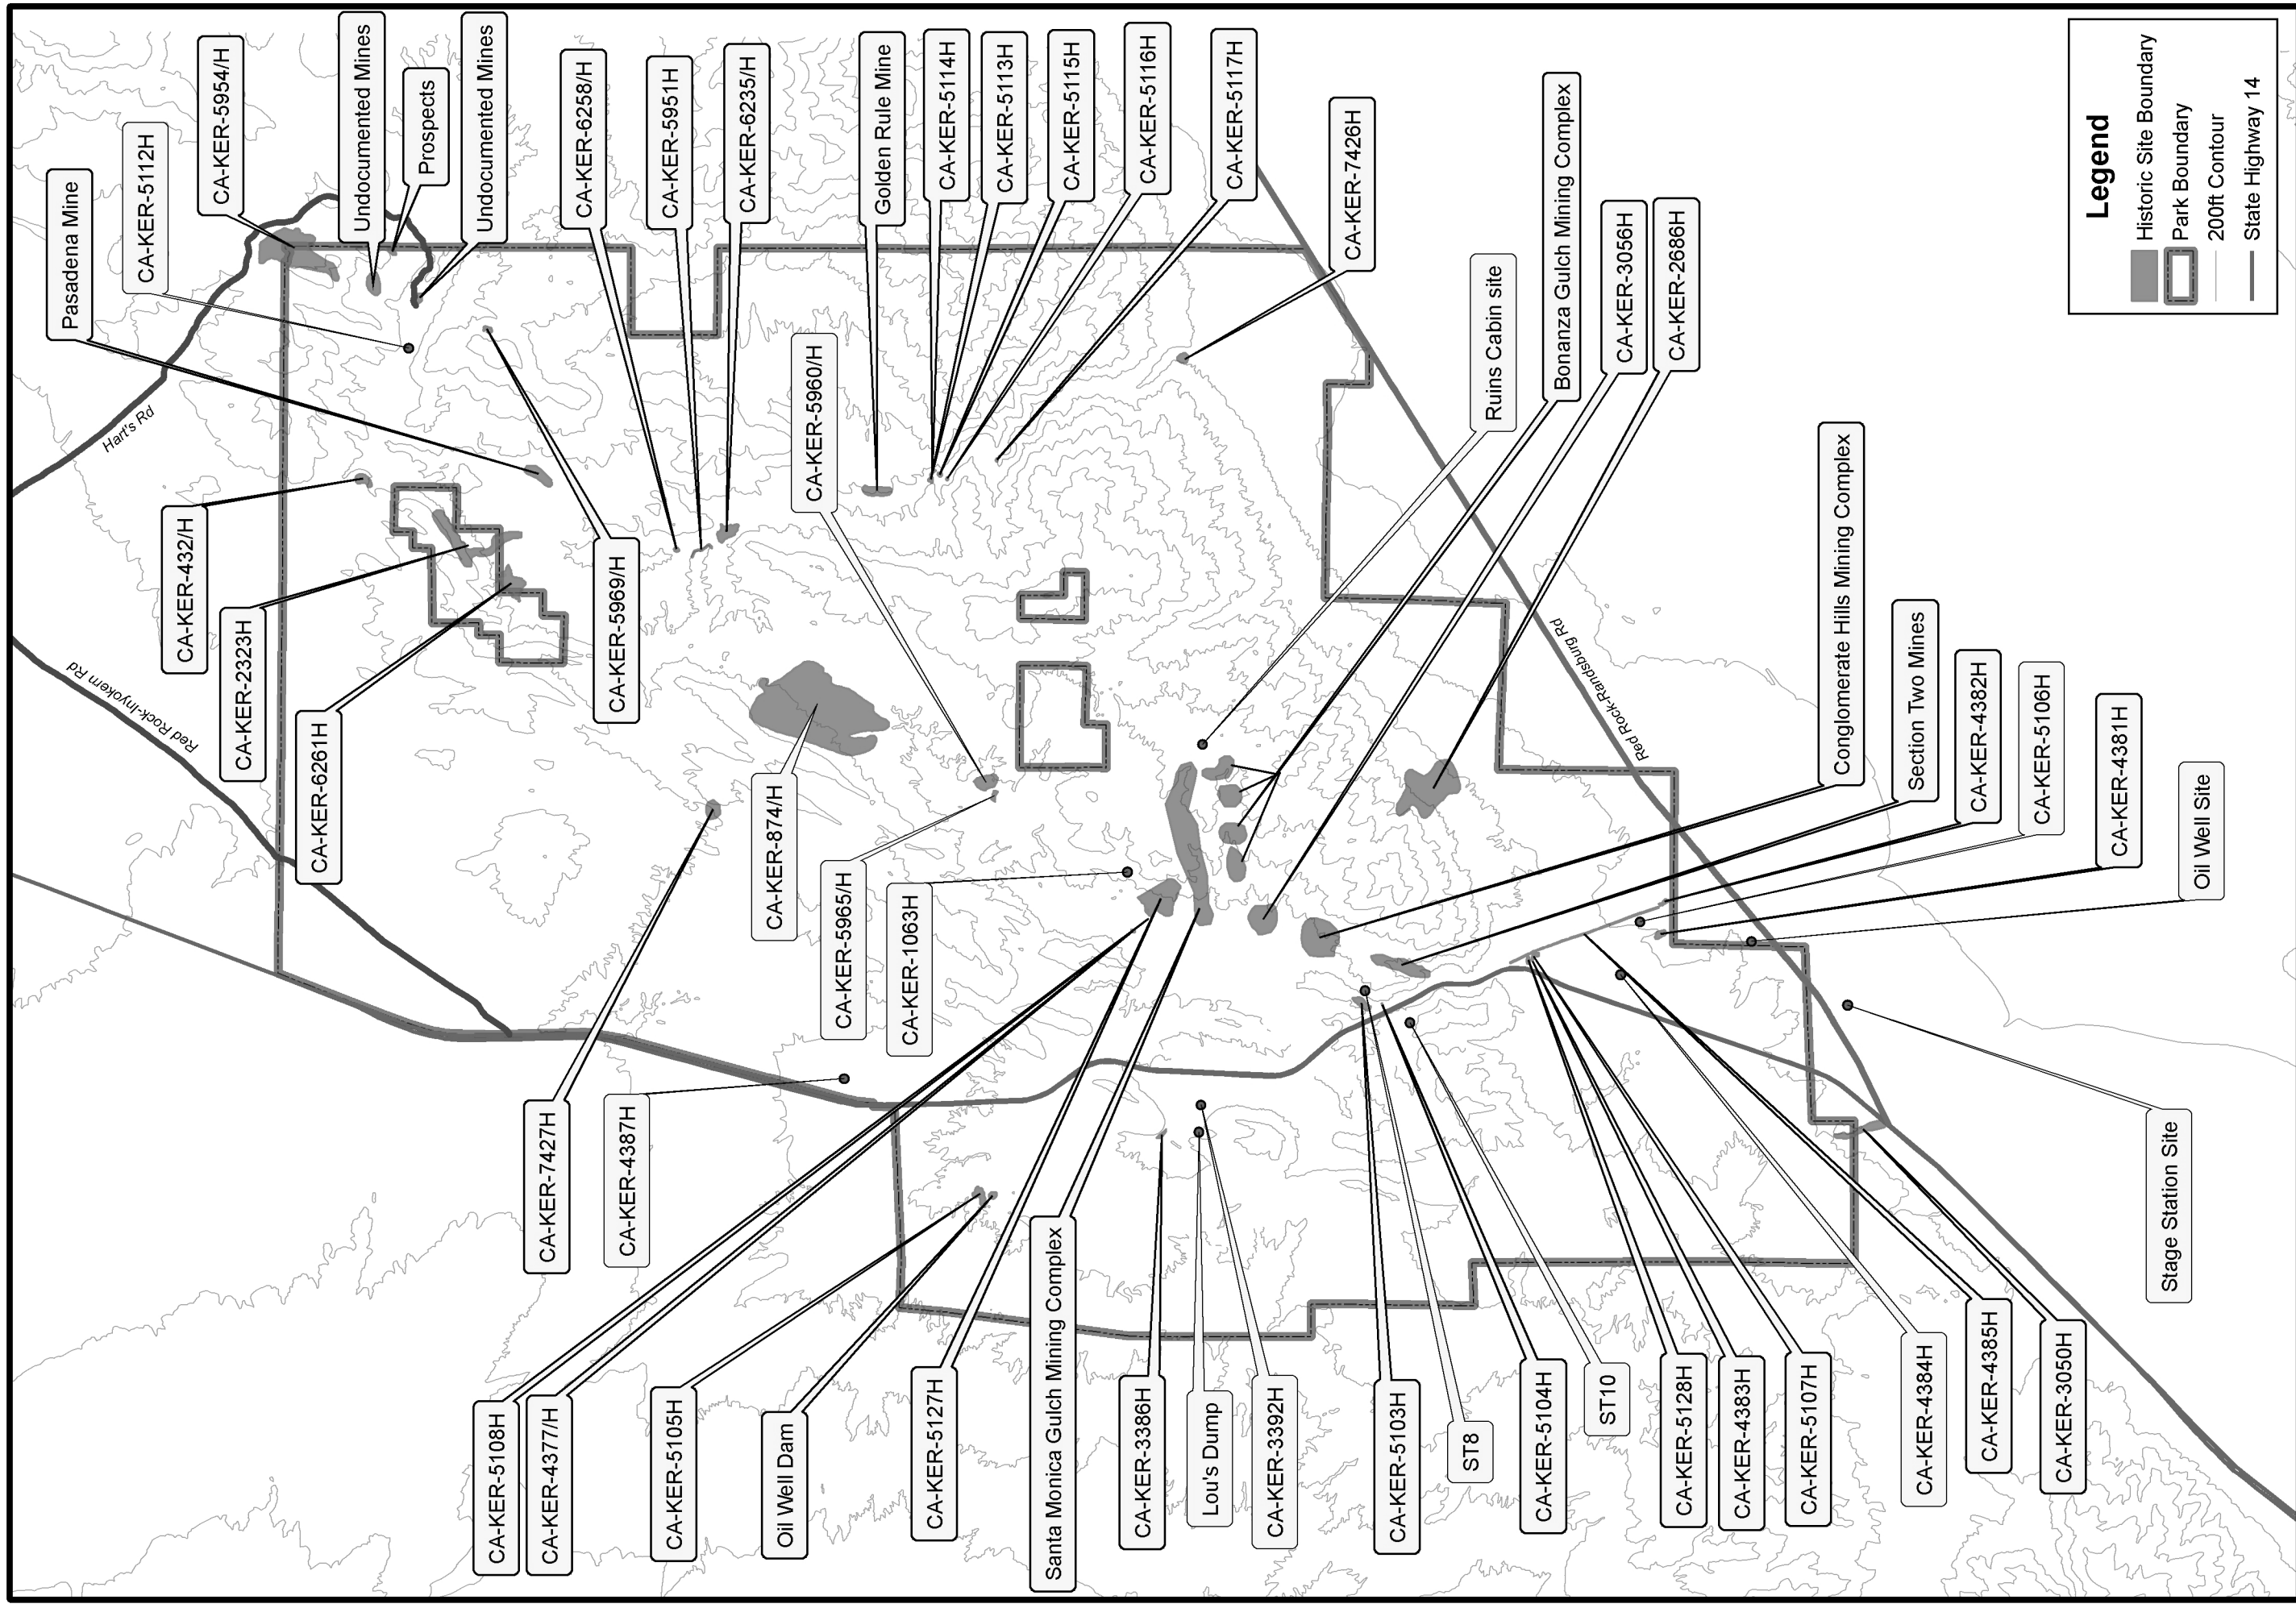 Pasadena Mine
CA-KER-5112H
CA-KER-5954/H
Undocumented Mines
Prospects
Undocumented Mines
CA-KER-6258/H
CA-KER-5951H
CA-KER-6235/H
Golden Rule Mine
CA-KER-5114H
CA-KER-5113H
CA-KER-5115H
CA-KER-5116H
CA-KER-5117H
CA-KER-7426H
Ruins Cabin site
Bonanza Gulch Mining Complex
CA-KER-3056H
CA-KER-2686H
Conglomerate Hills Mining Complex
Section Two Mines
CA-KER-4382H
CA-KER-5106H
CA-KER-4381H
Oil Well Site
Hart's Rd
Red Rock-Inyokern Rd
Red Rock-Randsburg Rd
CA-KER-432/H
CA-KER-2323H
CA-KER-6261H
CA-KER-5969/H
CA-KER-5960/H
CA-KER-874/H
CA-KER-5965/H
CA-KER-1063H
CA-KER-7427H
CA-KER-4387H
CA-KER-5108H
CA-KER-4377/H
CA-KER-5105H
Oil Well Dam
CA-KER-5127H
Santa Monica Gulch Mining Complex
CA-KER-3386H
Lou's Dump
CA-KER-3392H
CA-KER-5103H
ST8
CA-KER-5104H
ST10
CA-KER-5128H
CA-KER-4383H
CA-KER-5107H
CA-KER-4384H
CA-KER-4385H
CA-KER-3050H
Stage Station Site
Legend
Historic Site Boundary
Park Boundary
200ft Contour
State Highway 14